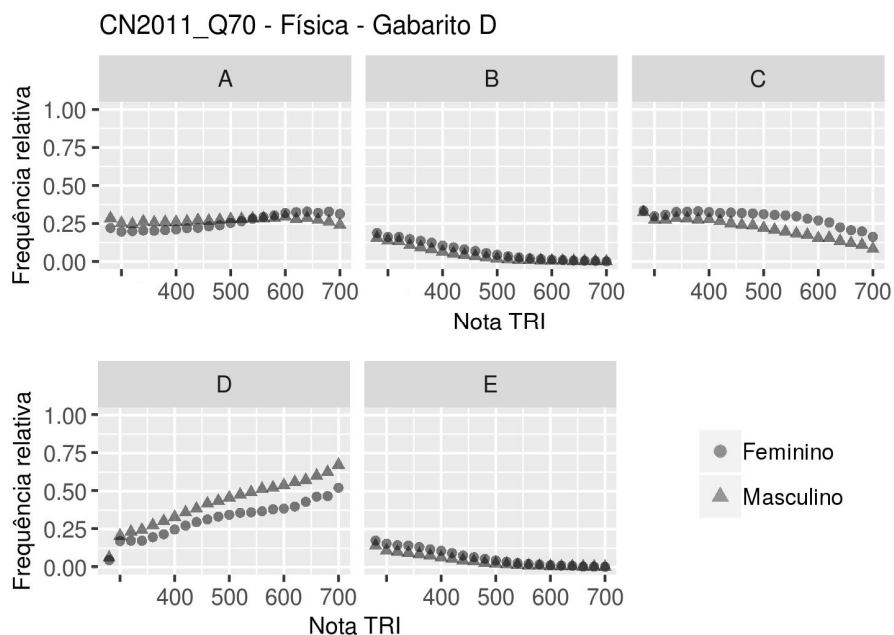 CN2011_Q70 - Física - Gabarito D
A B C
Frequência relativa
1.00
0.75
0.50
0.25
0.00
400 500 600 700 400 500 600 700 400 500 600 700
Nota TRI
D E
Frequência relativa
1.00
0.75
0.50
0.25
0.00
400 500 600 700 400 500 600 700
Nota TRI
Feminino
Masculino